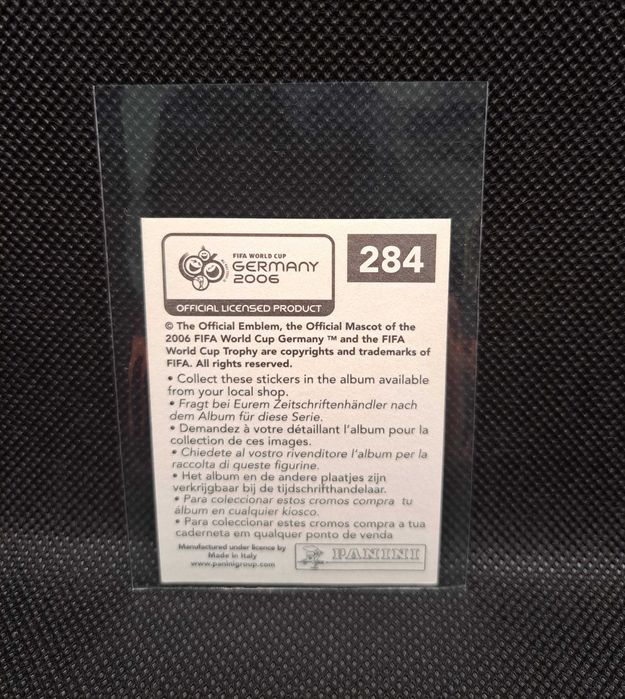 FIFA WORLD CUP
GERMANY
2006
OFFICIAL LICENSED PRODUCT
284
© The Official Emblem, the Official Mascot of the
2006 FIFA World Cup Germany ™ and the FIFA
World Cup Trophy are copyrights and trademarks of
FIFA. All rights reserved.
• Collect these stickers in the album available
from your local shop.
• Fragt bei Eurem Zeitschriftenhändler nach
dem Album für diese Serie.
• Demandez à votre détaillant l'album pour la
collection de ces images.
• Chiedete al vostro rivenditore l'album per la
raccolta di queste figurine.
• Het album en de andere plaatjes zijn
verkrijgbaar bij de tijdschrifthandelaar.
• Para coleccionar estos cromos compra tu
álbum en cualquier kiosco.
• Para coleccionar estes cromos compra a tua
caderneta em qualquer ponto de venda
Manufactured under licence by
Made in Italy
www.paninigroup.com
PANINI